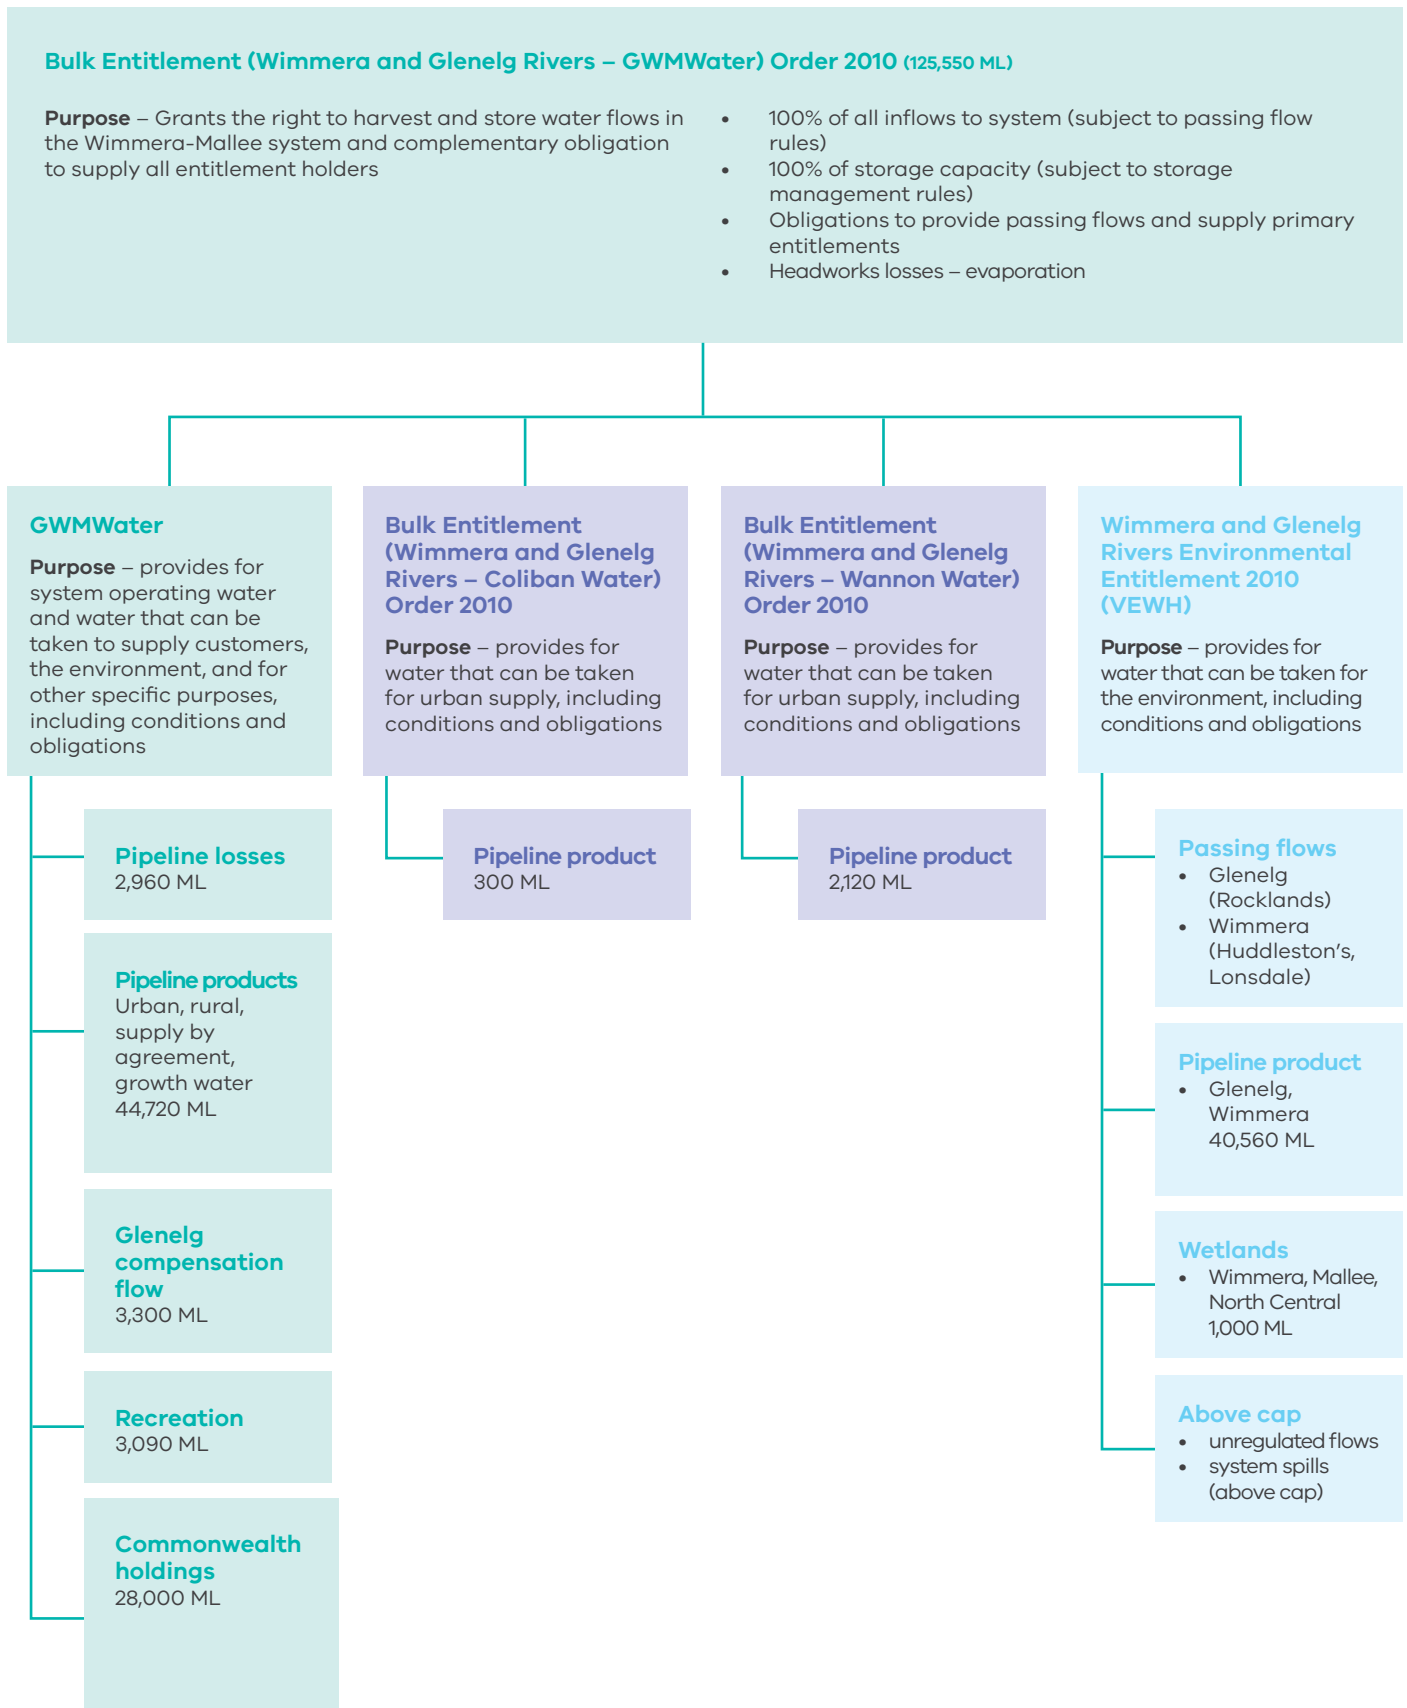 Bulk Entitlement (Wimmera and Glenelg Rivers – GWMWater) Order 2010 (125,550 ML)
Purpose – Grants the right to harvest and store water flows in
the Wimmera-Mallee system and complementary obligation
to supply all entitlement holders
• 100% of all inflows to system (subject to passing flow
rules)
• 100% of storage capacity (subject to storage
management rules)
• Obligations to provide passing flows and supply primary
entitlements
• Headworks losses – evaporation
GWMWater
Purpose – provides for
system operating water
and water that can be
taken to supply customers,
the environment, and for
other specific purposes,
including conditions and
obligations
Pipeline losses
2,960 ML
Pipeline products
Urban, rural,
supply by
agreement,
growth water
44,720 ML
Glenelg
compensation
flow
3,300 ML
Recreation
3,090 ML
Commonwealth
holdings
28,000 ML
Bulk Entitlement
(Wimmera and Glenelg
Rivers – Coliban Water)
Order 2010
Purpose – provides for
water that can be taken
for urban supply, including
conditions and obligations
Pipeline product
300 ML
Bulk Entitlement
(Wimmera and Glenelg
Rivers – Wannon Water)
Order 2010
Purpose – provides for
water that can be taken
for urban supply, including
conditions and obligations
Pipeline product
2,120 ML
Wimmera and Glenelg
Rivers Environmental
Entitlement 2010
(VEWH)
Purpose – provides for
water that can be taken for
the environment, including
conditions and obligations
Passing flows
• Glenelg
(Rocklands)
• Wimmera
(Huddleston’s,
Lonsdale)
Pipeline product
• Glenelg,
Wimmera
40,560 ML
Wetlands
• Wimmera, Mallee,
North Central
1,000 ML
Above cap
• unregulated flows
• system spills
(above cap)